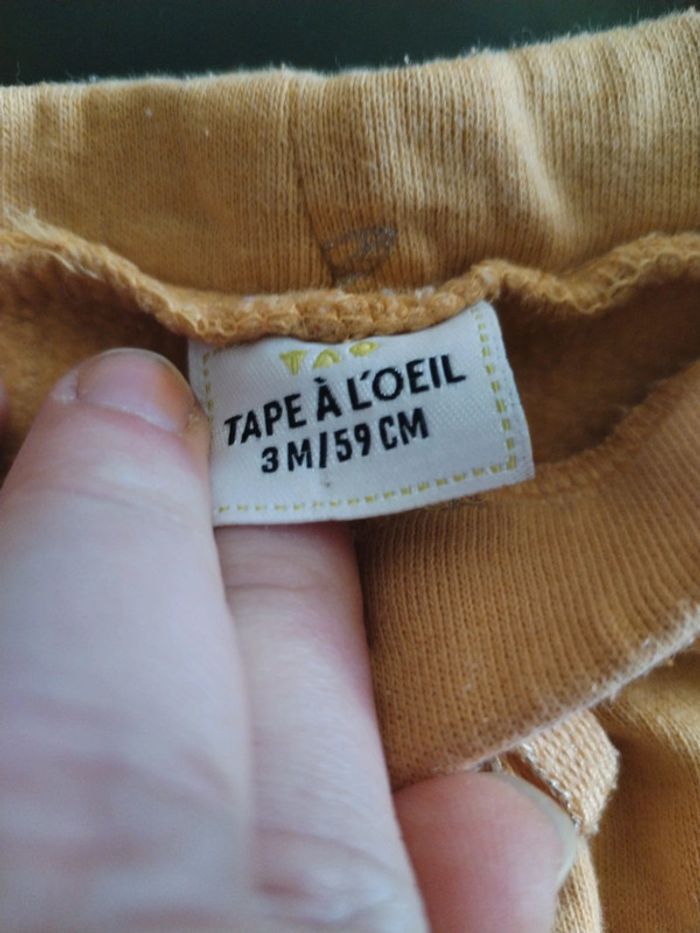 TAO
TAPE À L'OEIL
3 M/59 CM